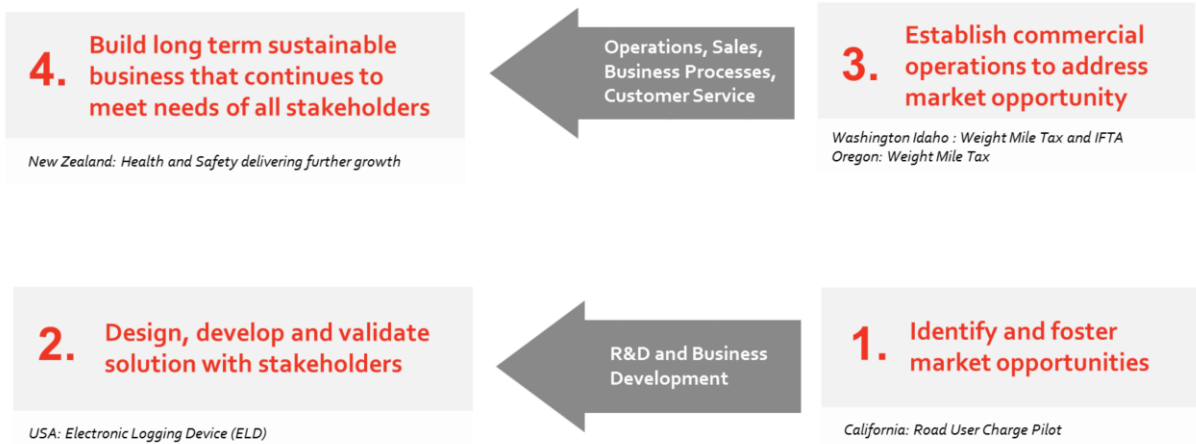 4.
Build long term sustainable
business that continues to
meet needs of all stakeholders
New Zealand: Health and Safety delivering further growth
Operations, Sales,
Business Processes,
Customer Service
3.
Establish commercial
operations to address
market opportunity
Washington Idaho : Weight Mile Tax and IFTA
Oregon: Weight Mile Tax
2.
Design, develop and validate
solution with stakeholders
USA: Electronic Logging Device (ELD)
R&D and Business
Development
1.
Identify and foster
market opportunities
California: Road User Charge Pilot